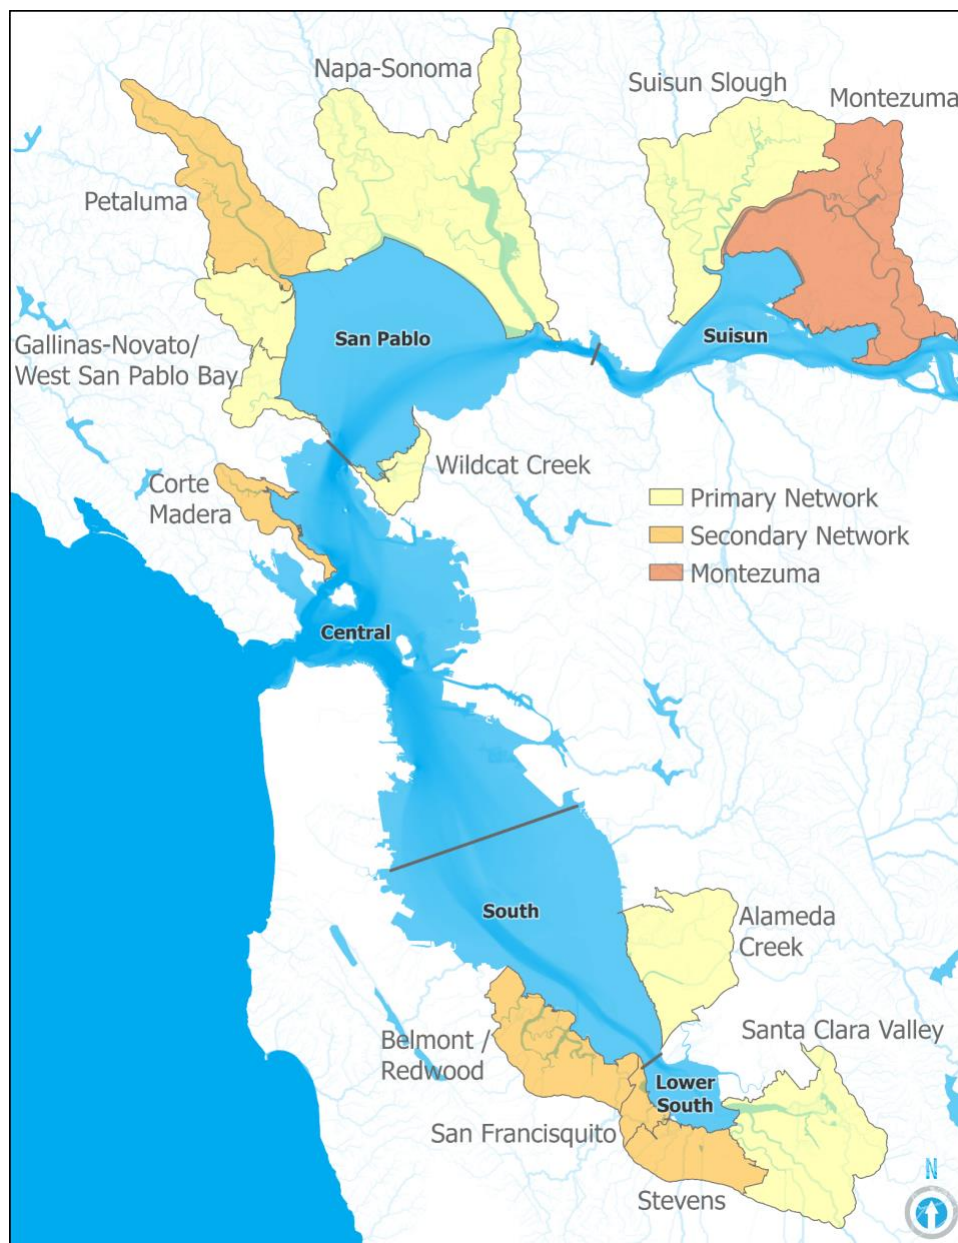 Napa-Sonoma
Suisun Slough
Montezuma
Petaluma
San Pablo
Suisun
Gallinas-Novato/
West San Pablo Bay
Wildcat Creek
Corte
Madera
Primary Network
Secondary Network
Montezuma
Central
South
Alameda
Creek
Belmont /
Redwood
Santa Clara Valley
Lower
South
San Francisquito
Stevens
N